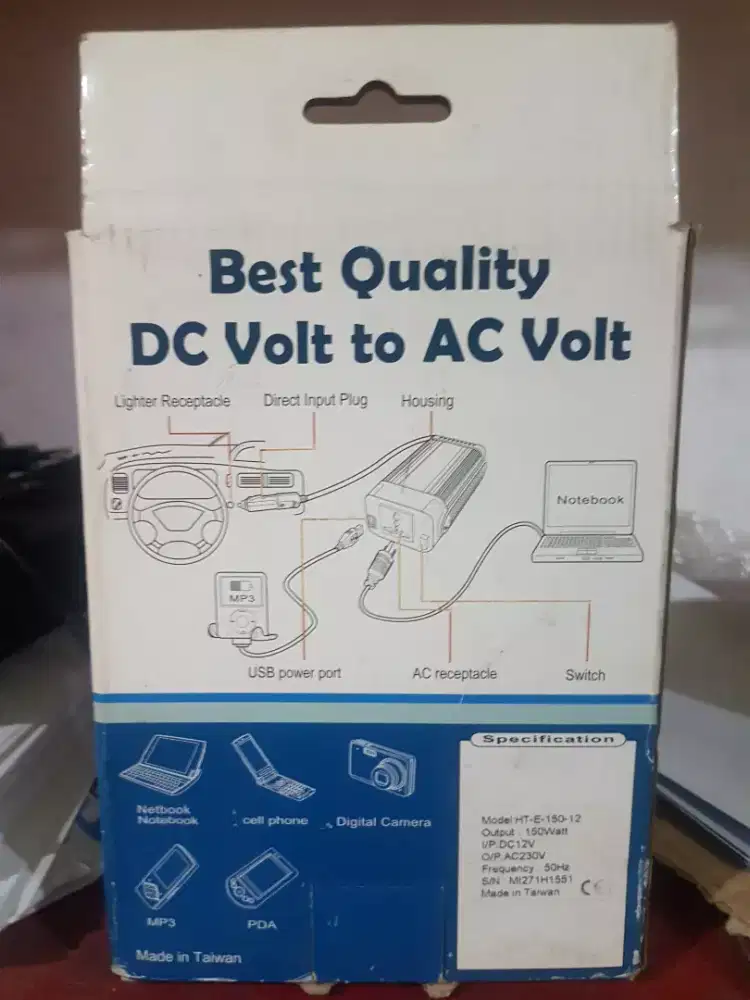 Best Quality
DC Volt to AC Volt
Lighter Receptacle Direct Input Plug Housing
Notebook
MP3
USB power port AC receptacle Switch
Specification
Netbook
Notebook
cell phone
Digital Camera
MP3
PDA
Made in Taiwan
Model HT-E-150-12
Output : 150Watt
I/P.DC12V
O/P.AC230V
Frequency : 50Hz
S/N : MI271H1551
Made in Taiwan
CE